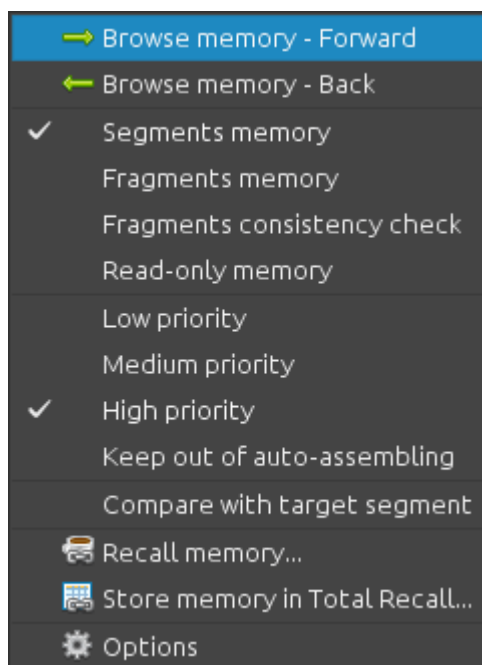 Browse memory - Forward
Browse memory - Back
Segments memory
Fragments memory
Fragments consistency check
Read-only memory
Low priority
Medium priority
High priority
Keep out of auto-assembling
Compare with target segment
Recall memory...
Store memory in Total Recall...
Options